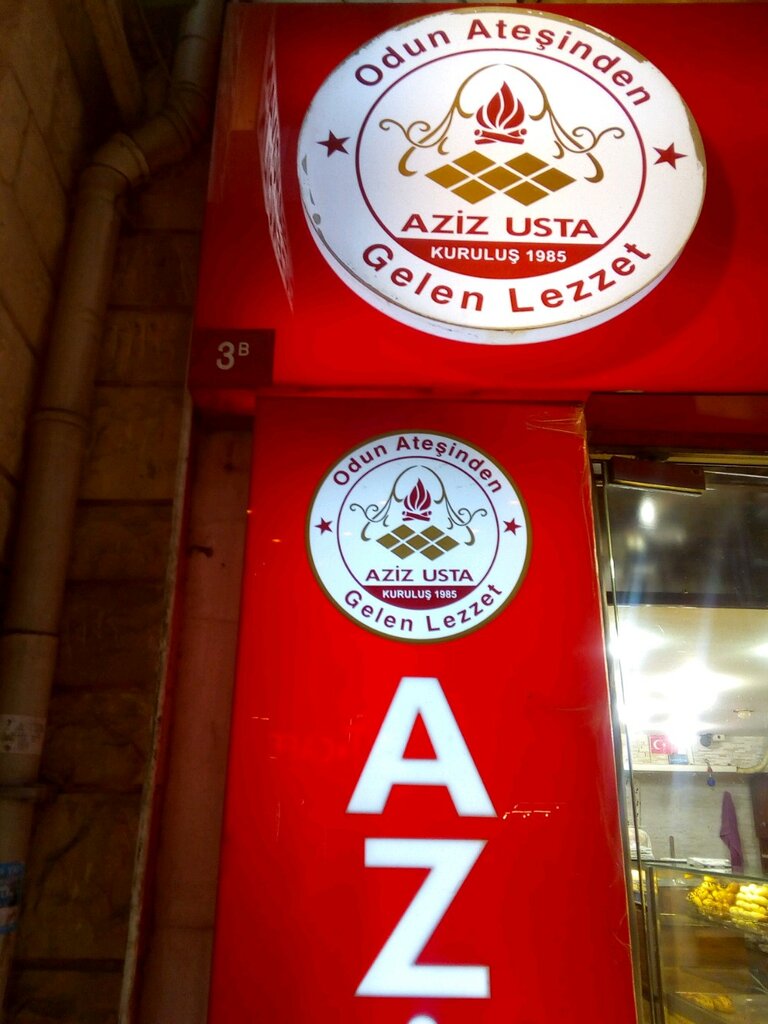 Odun Ateşinden
AZİZ USTA
KURULUŞ 1985
Gelen Lezzet
3B
Odun Ateşinden
AZİZ USTA
KURULUŞ 1985
Gelen Lezzet
A
Z